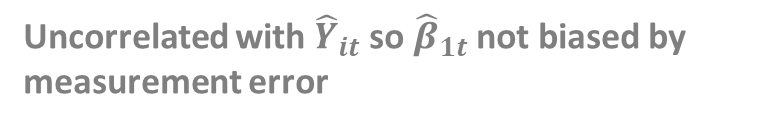 Uncorrelated with Ŷ_it so β̂_1t not biased by
measurement error